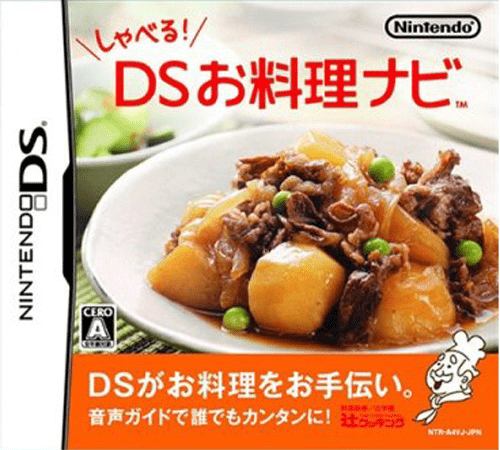 しゃべる!
Nintendo®
DSお料理ナビ™
NINTENDO DS®
CERO
A
DSがお料理をお手伝い。
音声ガイドで誰でもカンタンに!
辻クッキング
NTR-A4VJ-JPN